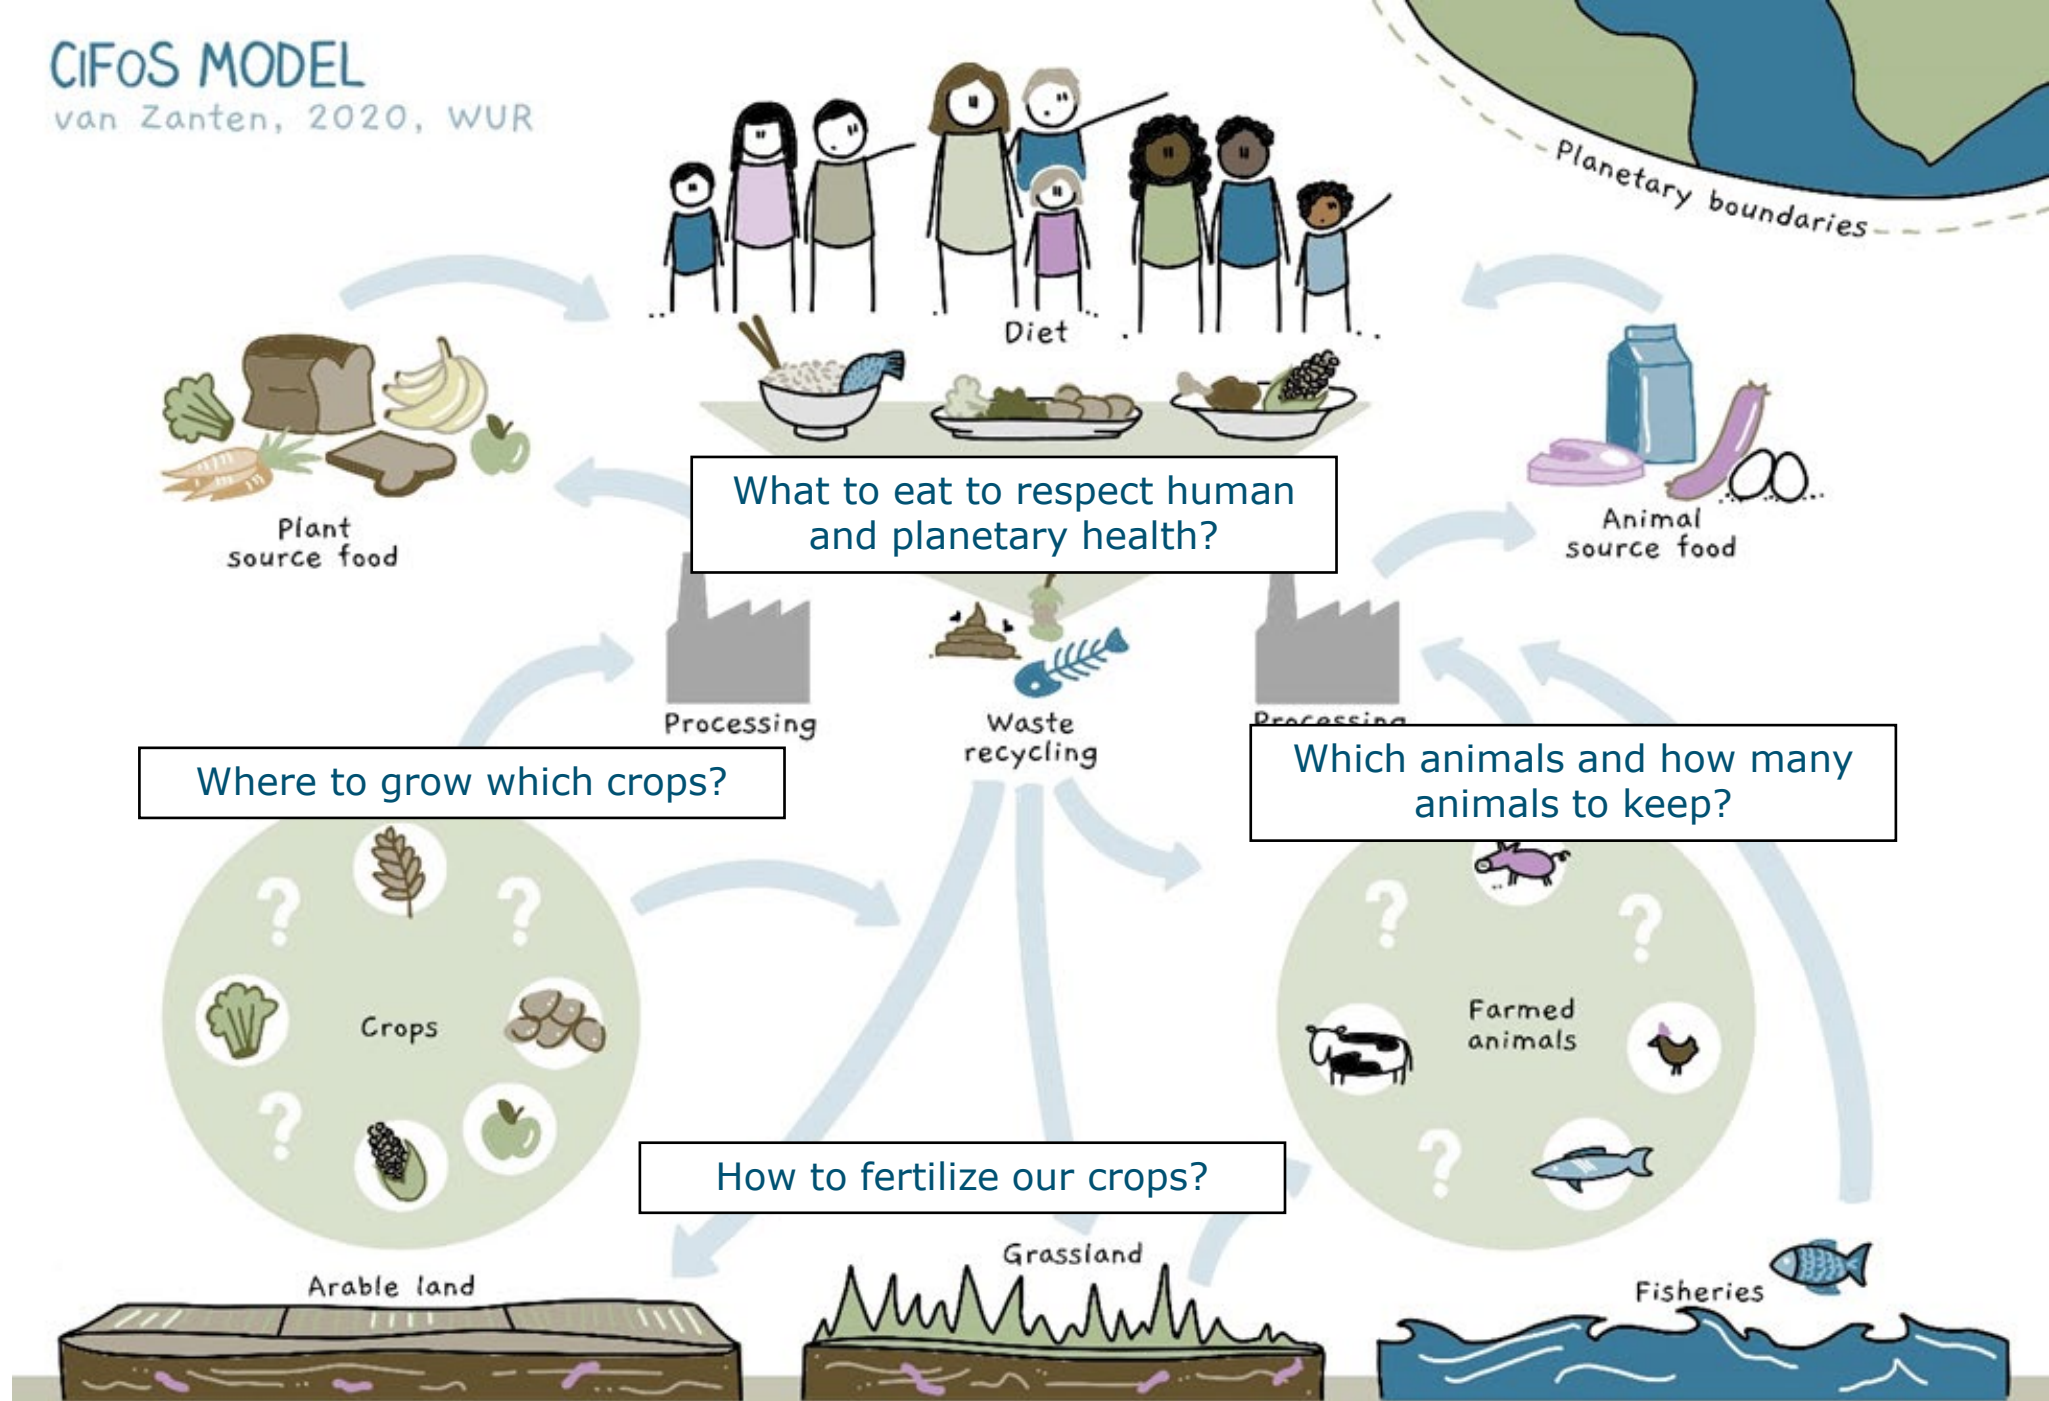 CiFoS MODEL
van Zanten, 2020, WUR
Planetary boundaries
Diet
What to eat to respect human
and planetary health?
Plant
source food
Animal
source food
Processing
Waste
recycling
Processing
Where to grow which crops?
Which animals and how many
animals to keep?
?
?
?
?
Crops
Farmed
animals
?
?
How to fertilize our crops?
Grassland
Arable land
Fisheries